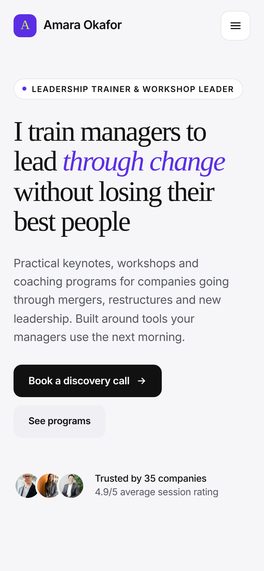 A Amara Okafor
LEADERSHIP TRAINER & WORKSHOP LEADER
I train managers to
lead through change
without losing their
best people
Practical keynotes, workshops and
coaching programs for companies going
through mergers, restructures and new
leadership. Built around tools your
managers use the next morning.
Book a discovery call →
See programs
Trusted by 35 companies
4.9/5 average session rating